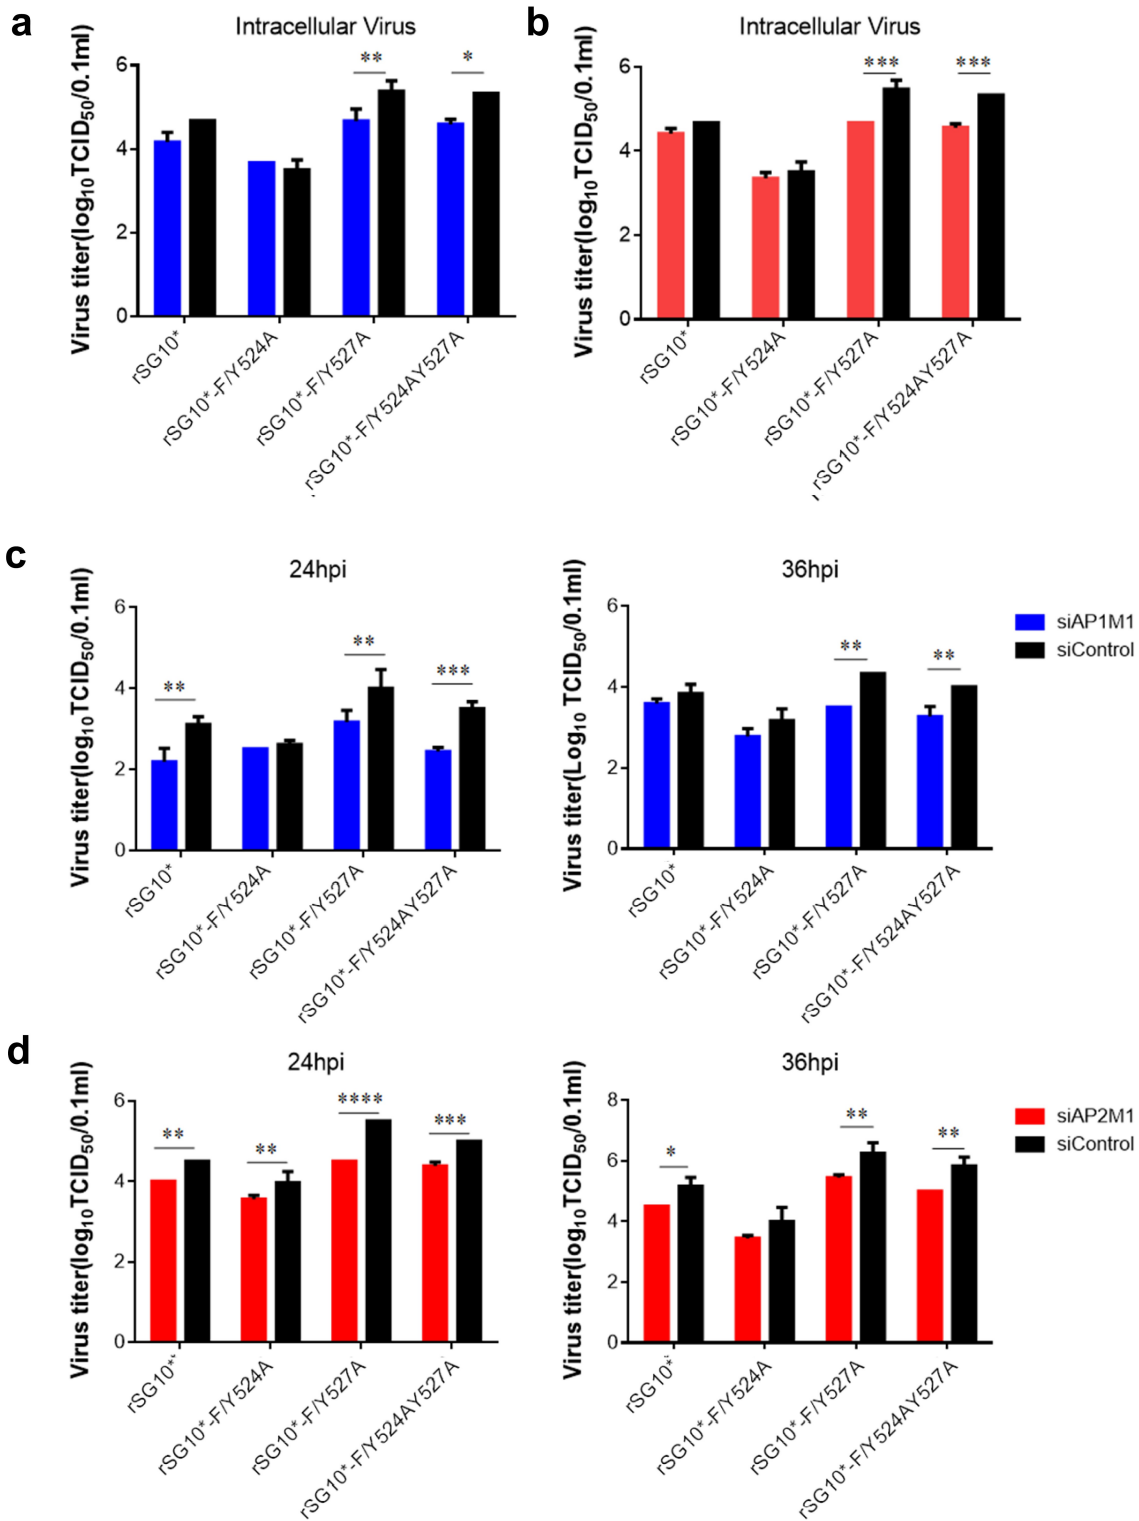 a
Intracellular Virus
Virus titer(log10TCID50/0.1ml)
6
4
2
0
**
*
rSG10*
rSG10*-F/Y524A
rSG10*-F/Y527A
rSG10*-F/Y524AY527A
b
Intracellular Virus
Virus titer(log10TCID50/0.1ml)
6
4
2
0
***
***
rSG10*
rSG10*-F/Y524A
rSG10*-F/Y527A
rSG10*-F/Y524AY527A
c
24hpi
Virus titer(log10TCID50/0.1ml)
6
4
2
0
**
**
***
rSG10*
rSG10*-F/Y524A
rSG10*-F/Y527A
rSG10*-F/Y524AY527A
36hpi
Virus titer(Log10 TCID50/0.1ml)
6
4
2
0
**
**
rSG10*
rSG10*-F/Y524A
rSG10*-F/Y527A
rSG10*-F/Y524AY527A
siAP1M1
siControl
d
24hpi
Virus titer(log10TCID50/0.1ml)
6
4
2
0
**
**
****
***
rSG10*
rSG10*-F/Y524A
rSG10*-F/Y527A
rSG10*-F/Y524AY527A
36hpi
Virus titer(log10TCID50/0.1ml)
8
6
4
2
0
*
**
**
rSG10*
rSG10*-F/Y524A
rSG10*-F/Y527A
rSG10*-F/Y524AY527A
siAP2M1
siControl